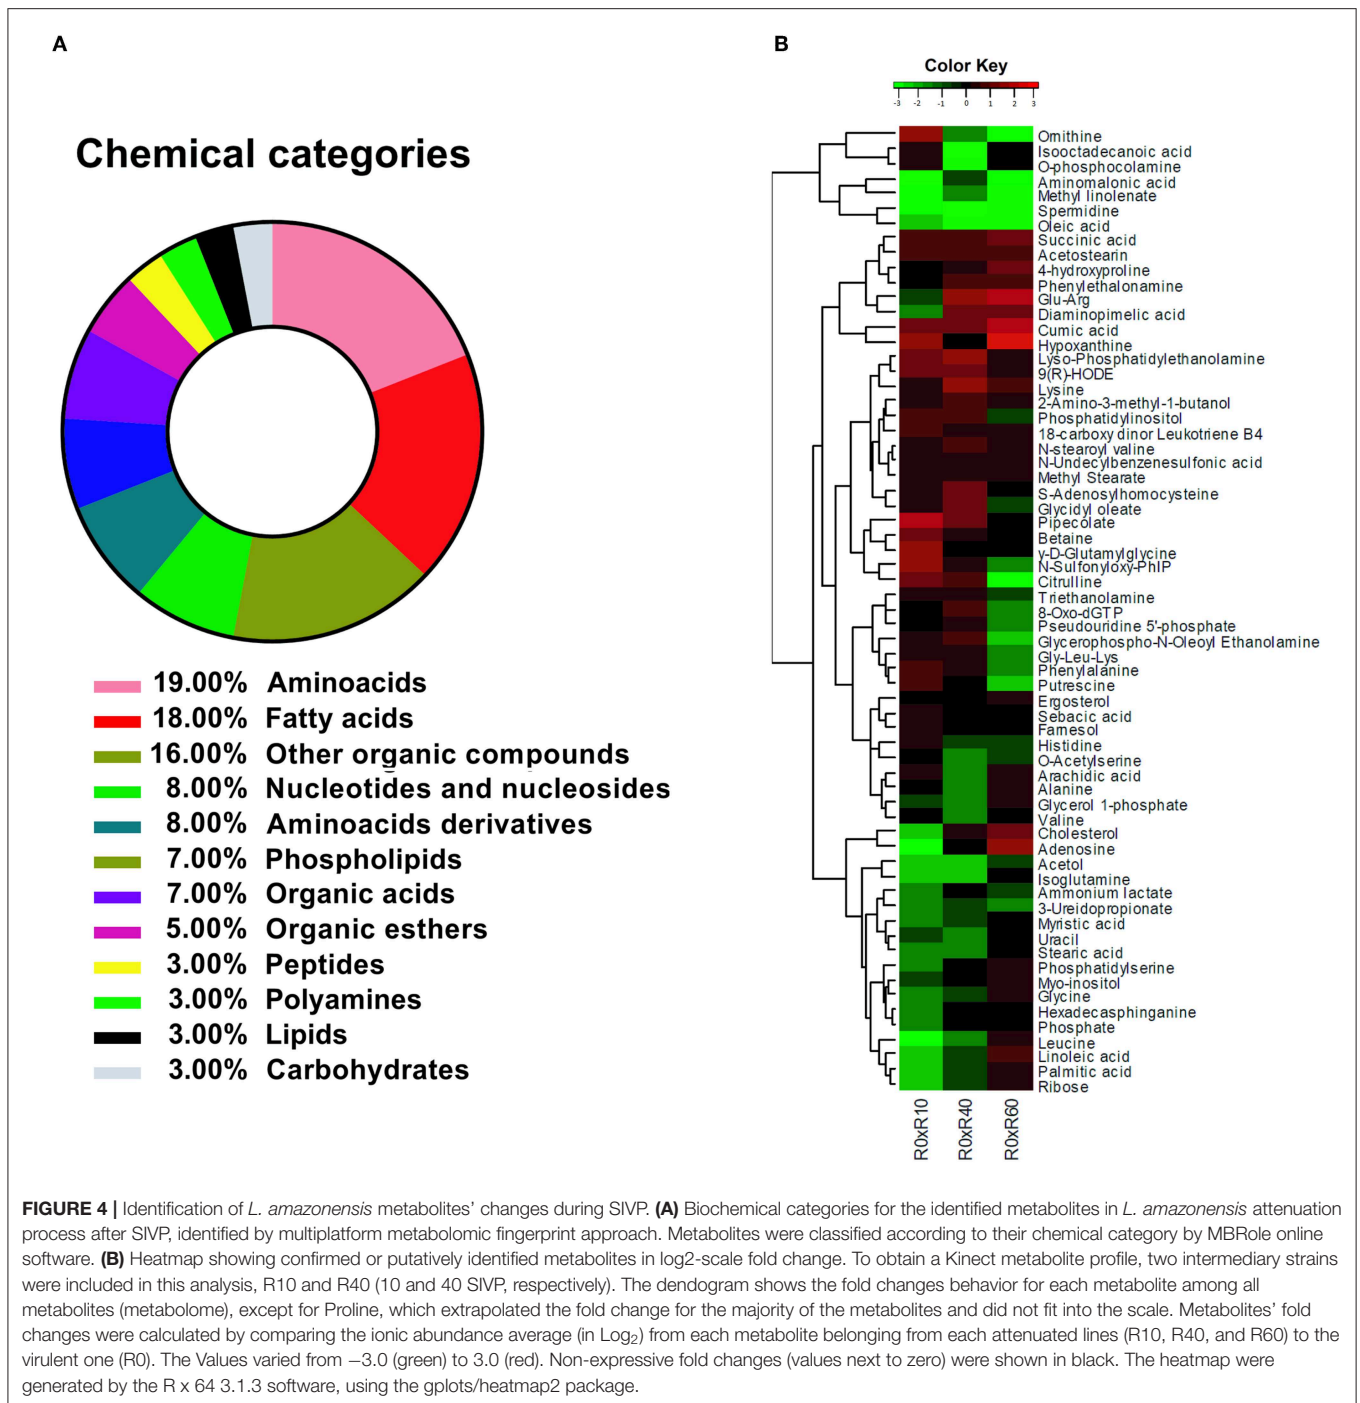 A
Chemical categories
19.00% Aminoacids
18.00% Fatty acids
16.00% Other organic compounds
8.00% Nucleotides and nucleosides
8.00% Aminoacids derivatives
7.00% Phospholipids
7.00% Organic acids
5.00% Organic esthers
3.00% Peptides
3.00% Polyamines
3.00% Lipids
3.00% Carbohydrates
B
Color Key
-3 -2 -1 0 1 2 3
Ornithine
Isooctadecanoic acid
O-phosphocolamine
Aminomalonic acid
Methyl linolenate
Spermidine
Oleic acid
Succinic acid
Acetostearin
4-hydroxyproline
Phenylethalonamine
Glu-Arg
Diaminopimelic acid
Cumic acid
Hypoxanthine
Lyso-Phosphatidylethanolamine
9(R)-HODE
Lysine
2-Amino-3-methyl-1-butanol
Phosphatidylinositol
18-carboxy dinor Leukotriene B4
N-stearoyl valine
N-Undecylbenzenesulfonic acid
Methyl Stearate
S-Adenosylhomocysteine
Glycidyl oleate
Pipecolate
Betaine
γ-D-Glutamylglycine
N-Sulfonyloxy-PhIP
Citrulline
Triethanolamine
8-Oxo-dGTP
Pseudouridine 5'-phosphate
Glycerophospho-N-Oleoyl Ethanolamine
Gly-Leu-Lys
Phenylalanine
Putrescine
Ergosterol
Sebacic acid
Farnesol
Histidine
O-Acetylserine
Arachidic acid
Alanine
Glycerol 1-phosphate
Valine
Cholesterol
Adenosine
Acetol
Isoglutamine
Ammonium lactate
3-Ureidopropionate
Myristic acid
Uracil
Stearic acid
Phosphatidylserine
Myo-inositol
Glycine
Hexadecasphinganine
Phosphate
Leucine
Linoleic acid
Palmitic acid
Ribose
R0xR10
R0xR40
R0xR60
FIGURE 4 | Identification of L. amazonensis metabolites' changes during SIVP. (A) Biochemical categories for the identified metabolites in L. amazonensis attenuation
process after SIVP, identified by multiplatform metabolomic fingerprint approach. Metabolites were classified according to their chemical category by MBRole online
software. (B) Heatmap showing confirmed or putatively identified metabolites in log2-scale fold change. To obtain a Kinect metabolite profile, two intermediary strains
were included in this analysis, R10 and R40 (10 and 40 SIVP, respectively). The dendogram shows the fold changes behavior for each metabolite among all
metabolites (metabolome), except for Proline, which extrapolated the fold change for the majority of the metabolites and did not fit into the scale. Metabolites' fold
changes were calculated by comparing the ionic abundance average (in Log₂) from each metabolite belonging from each attenuated lines (R10, R40, and R60) to the
virulent one (R0). The Values varied from −3.0 (green) to 3.0 (red). Non-expressive fold changes (values next to zero) were shown in black. The heatmap were
generated by the R x 64 3.1.3 software, using the gplots/heatmap2 package.